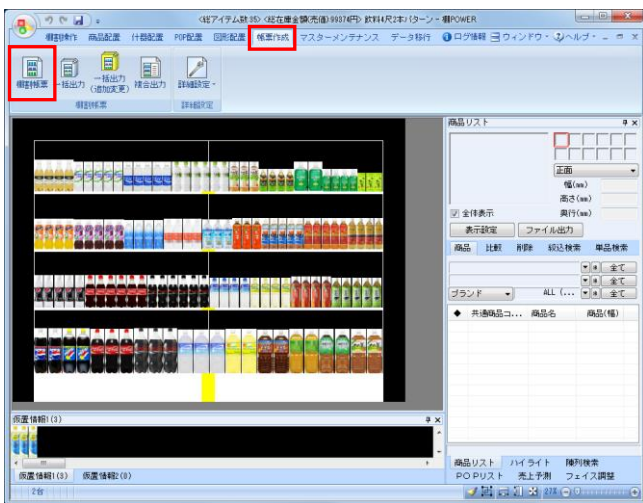 <総アイテム数:35> <総在庫金額(売価):99374円> 飲料4尺2本パターン - 棚POWER
棚割操作 商品配置 什器配置 POP配置 図形配置 帳票作成 マスターメンテナンス データ移行 ログ情報 ウィンドウ ヘルプ
棚割帳票 一括出力 一括出力(追加変更) 複合出力 詳細設定
棚割帳票 詳細設定
商品リスト
正面
幅(mm)
高さ(mm)
全体表示 奥行(mm)
表示設定 ファイル出力
商品 比較 削除 絞込検索 単品検索
全て
全て
ブランド ALL (... 全て
◆ 共通商品コ... 商品名 商品(幅)
仮置情報1(3)
仮置情報1(3) 仮置情報2(0)
商品リスト ハイライト 陳列検索
POPリスト 売上予測 フェイス調整
2台 27%